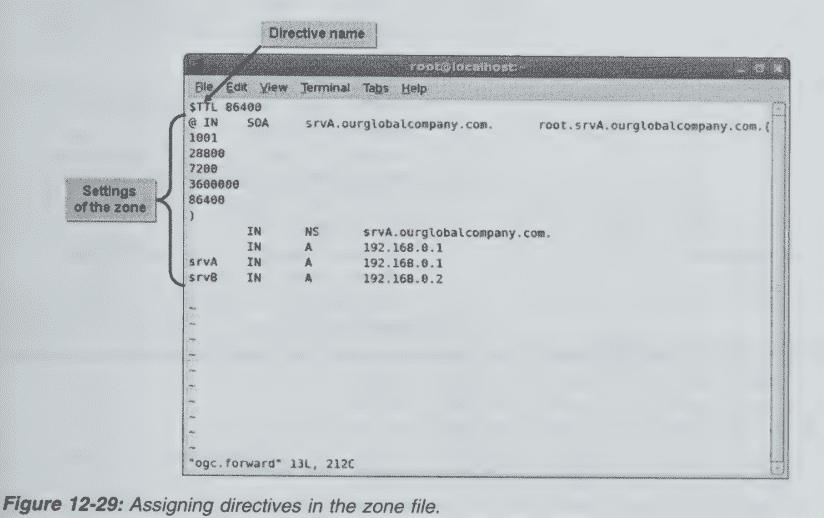 Directive name
root@localhost:~
File Edit View Terminal Tabs Help
$TTL 86400
@ IN SOA srvA.ourglobalcompany.com. root.srvA.ourglobalcompany.com.(
1001
28800
7200
3600000
86400
)
IN NS srvA.ourglobalcompany.com.
IN A 192.168.0.1
srvA IN A 192.168.0.1
srvB IN A 192.168.0.2
~
~
~
~
~
~
~
~
~
~
"ogc.forward" 13L, 212C
Settings
of the zone
Figure 12-29: Assigning directives in the zone file.